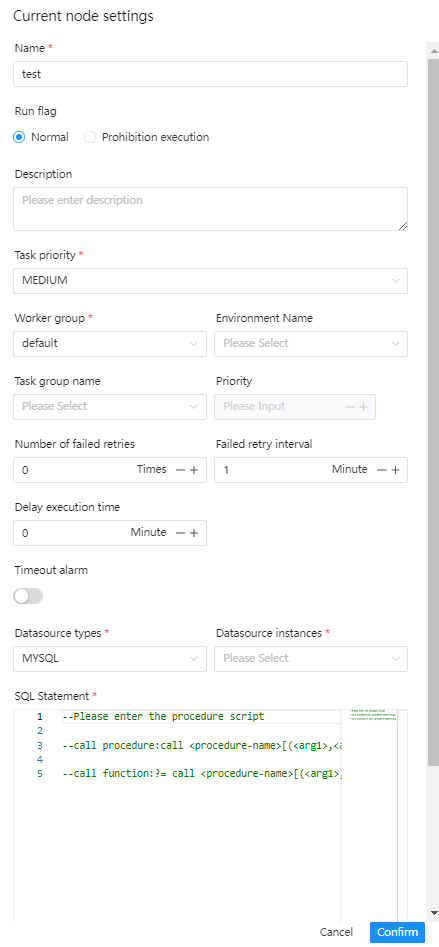 Current node settings
Name *
test
Run flag
Normal Prohibition execution
Description
Please enter description
Task priority *
MEDIUM
Worker group * Environment Name
default Please Select
Task group name Priority
Please Select Please Input
Number of failed retries Failed retry interval
0 Times 1 Minute
Delay execution time
0 Minute
Timeout alarm
Datasource types * Datasource instances *
MYSQL Please Select
SQL Statement *
1 --Please enter the procedure script
2
3 --call procedure:call <procedure-name>[(<arg1>,<a
4
5 --call function:?= call <procedure-name>[(<arg1>,
Cancel Confirm